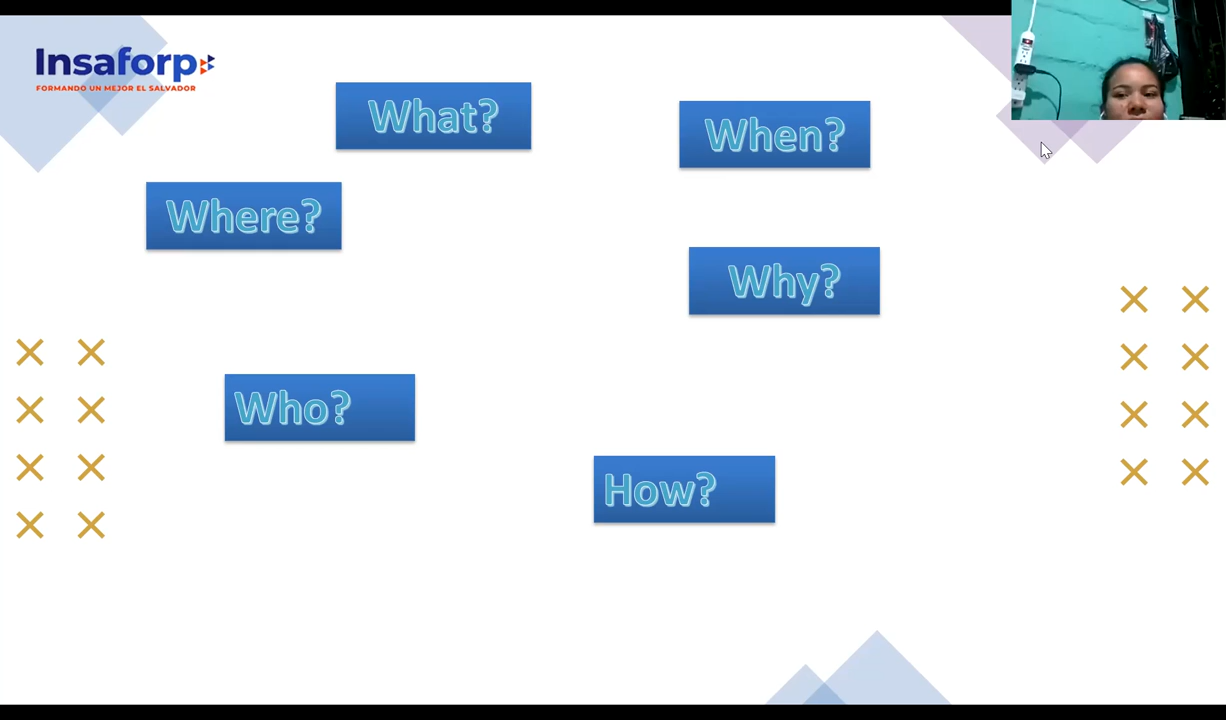 Insaforp
FORMANDO UN MEJOR EL SALVADOR
What?
When?
Where?
Why?
Who?
How?